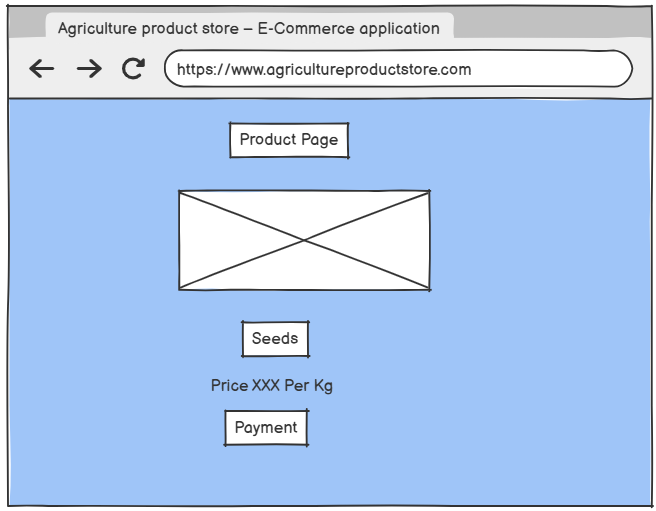 Agriculture product store – E-Commerce application
https://www.agricultureproductstore.com
Product Page
Seeds
Price XXX Per Kg
Payment